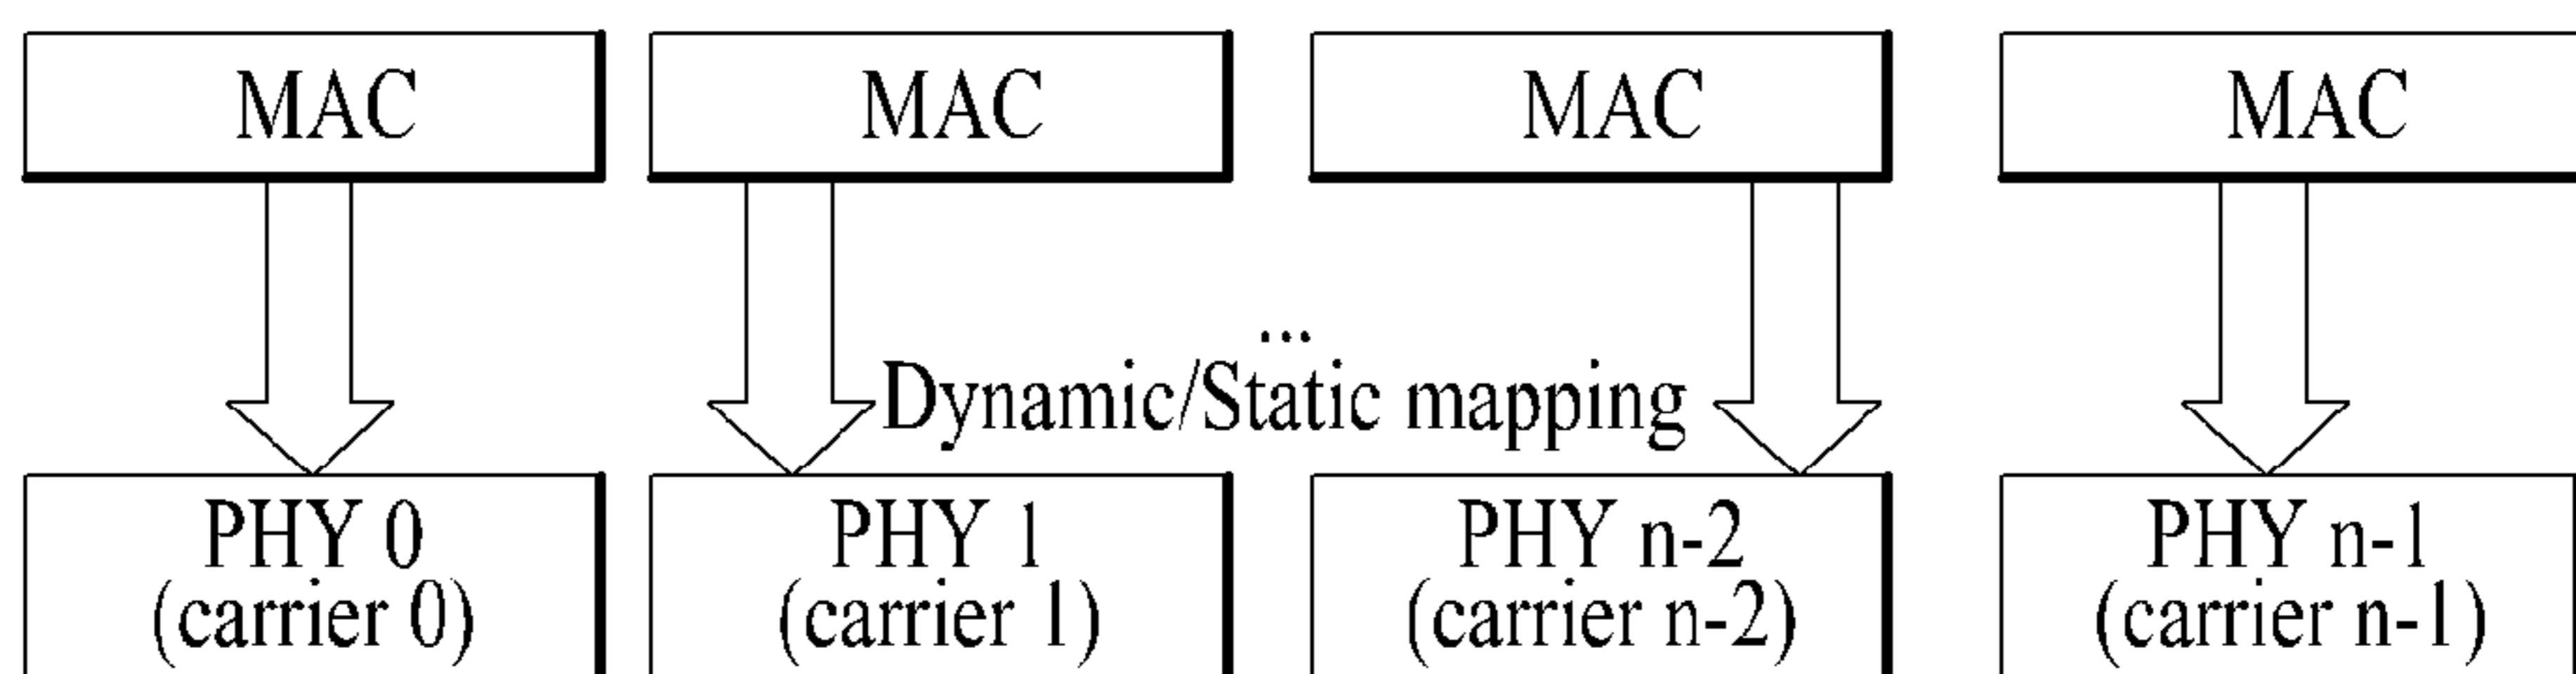 MAC
MAC
MAC
MAC
...
Dynamic/Static mapping
PHY 0
(carrier 0)
PHY 1
(carrier 1)
PHY n-2
(carrier n-2)
PHY n-1
(carrier n-1)